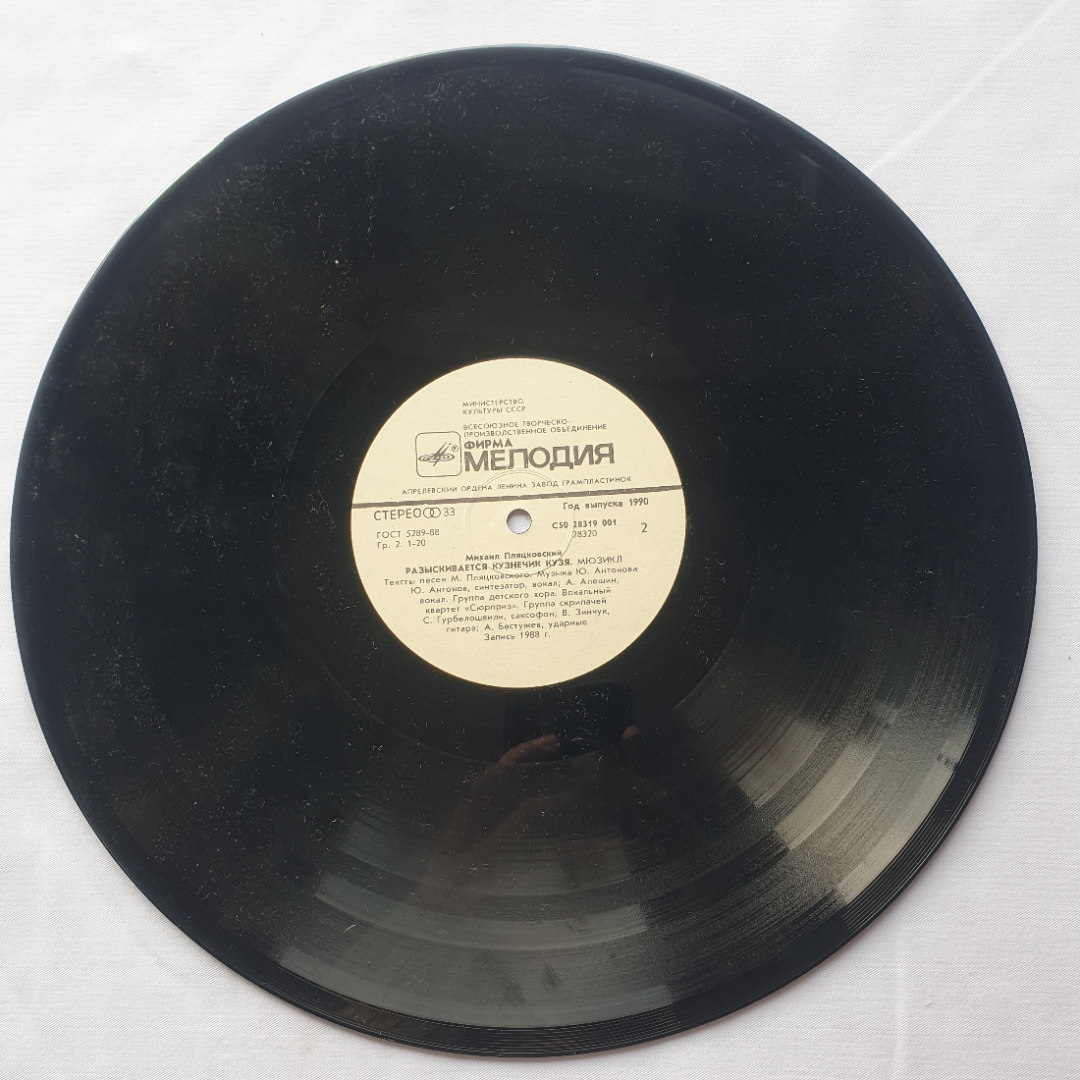 МИНИСТЕРСТВО
КУЛЬТУРЫ СССР
ВСЕСОЮЗНОЕ ТВОРЧЕСКО-
ПРОИЗВОДСТВЕННОЕ ОБЪЕДИНЕНИЕ
ФИРМА
МЕЛОДИЯ
АПРЕЛЕВСКИЙ ОРДЕНА ЛЕНИНА ЗАВОД ГРАМПЛАСТИНОК
СТЕРЕО 33
Год выпуска 1990
ГОСТ 5289-88
Гр. 2. 1-20
С50 28319 001
28320
2
Михаил Пляцковский
РАЗЫСКИВАЕТСЯ КУЗНЕЧИК КУЗЯ. МЮЗИКЛ
Тексты песен М. Пляцковского. Музыка Ю. Антонова
Ю. Антонов, синтезатор, вокал; А. Алешин,
вокал. Группа детского хора. Вокальный
квартет «Сюрприз». Группа скрипачей
С. Гурбелошвили, саксофон; В. Зинчук,
гитара; А. Бестужев, ударные
Запись 1988 г.